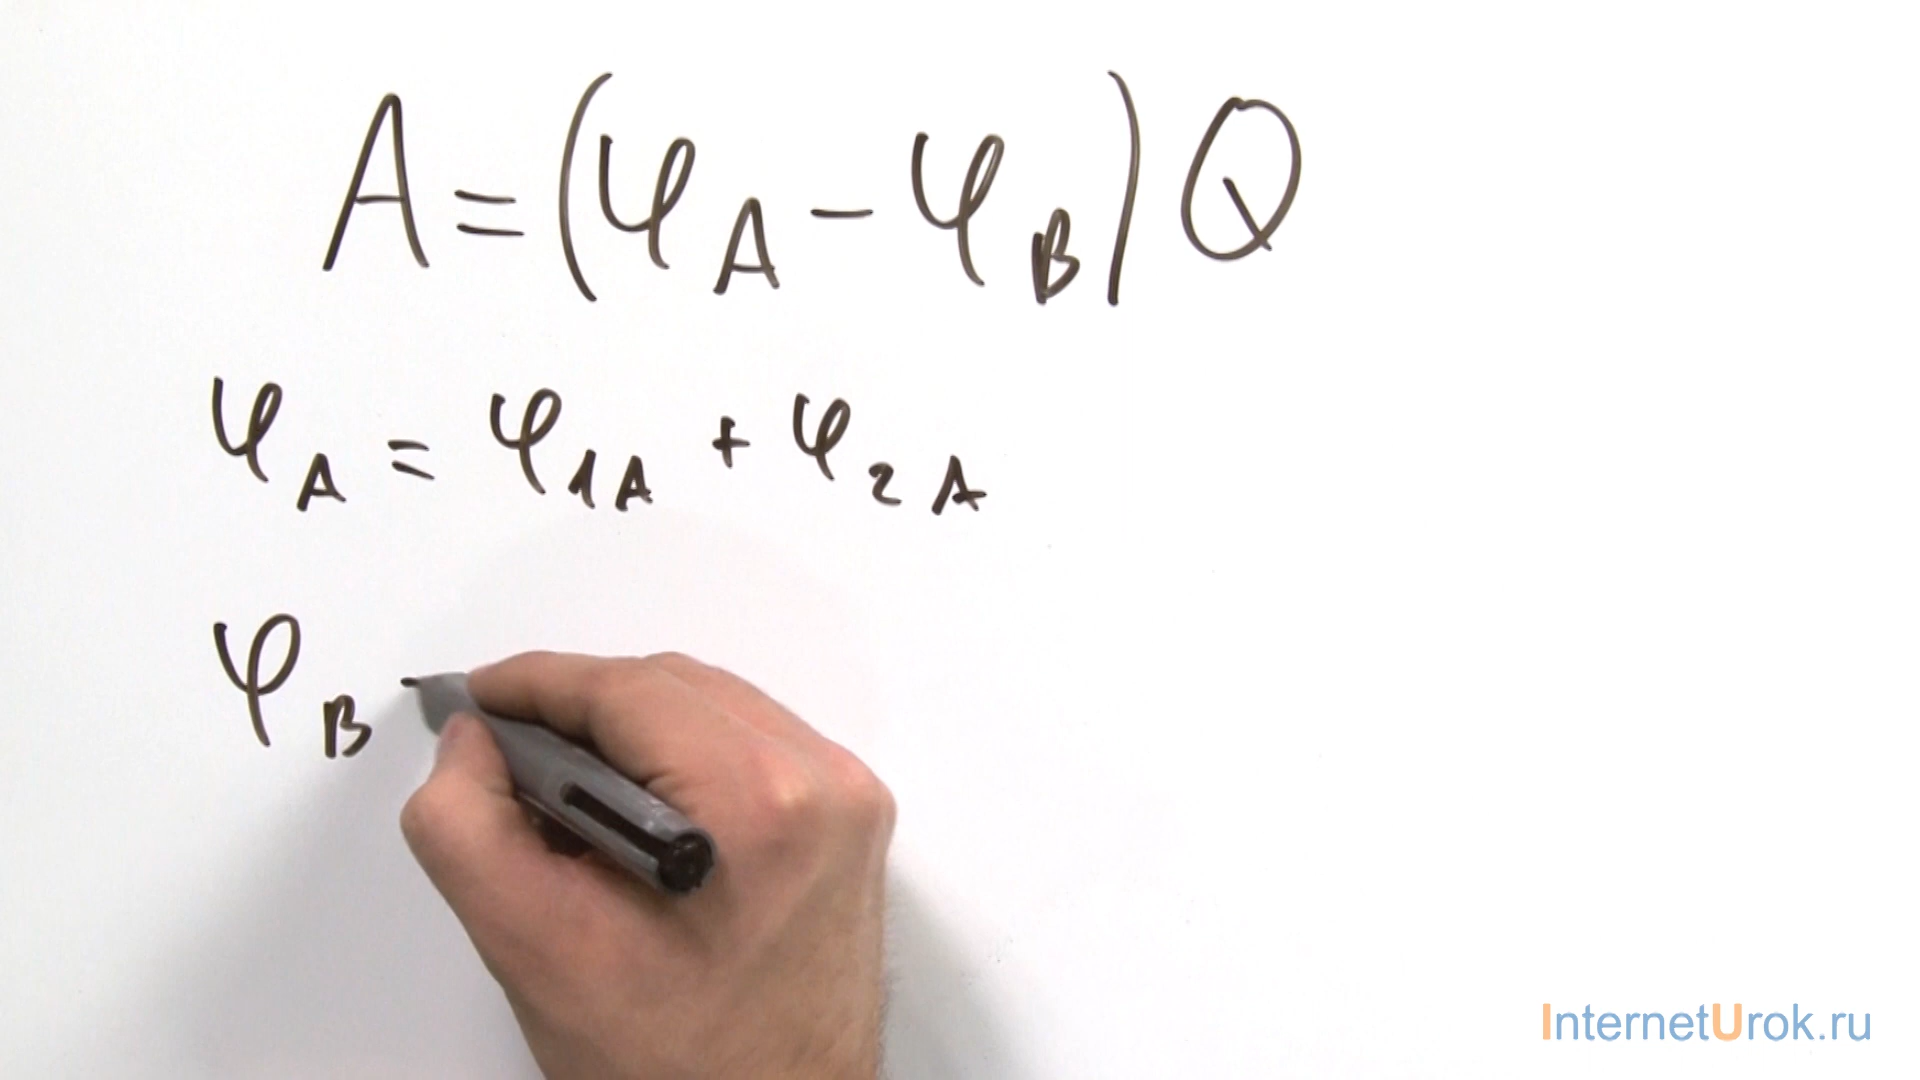 A = (φA - φB) Q
φA = φ1A + φ2A
φB -
InternetUrok.ru